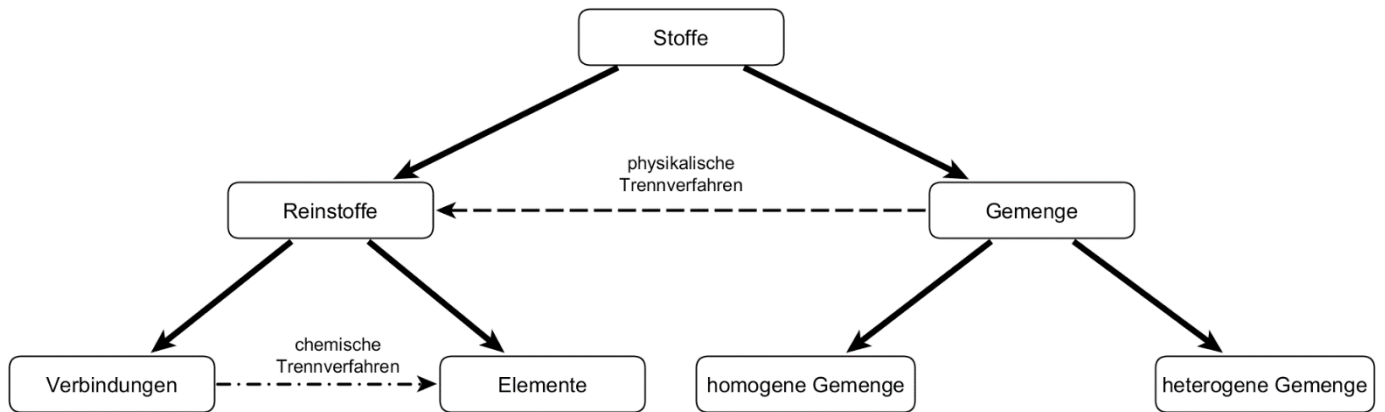 Stoffe
physikalische
Trennverfahren
Reinstoffe
Gemenge
chemische
Trennverfahren
Verbindungen
Elemente
homogene Gemenge
heterogene Gemenge